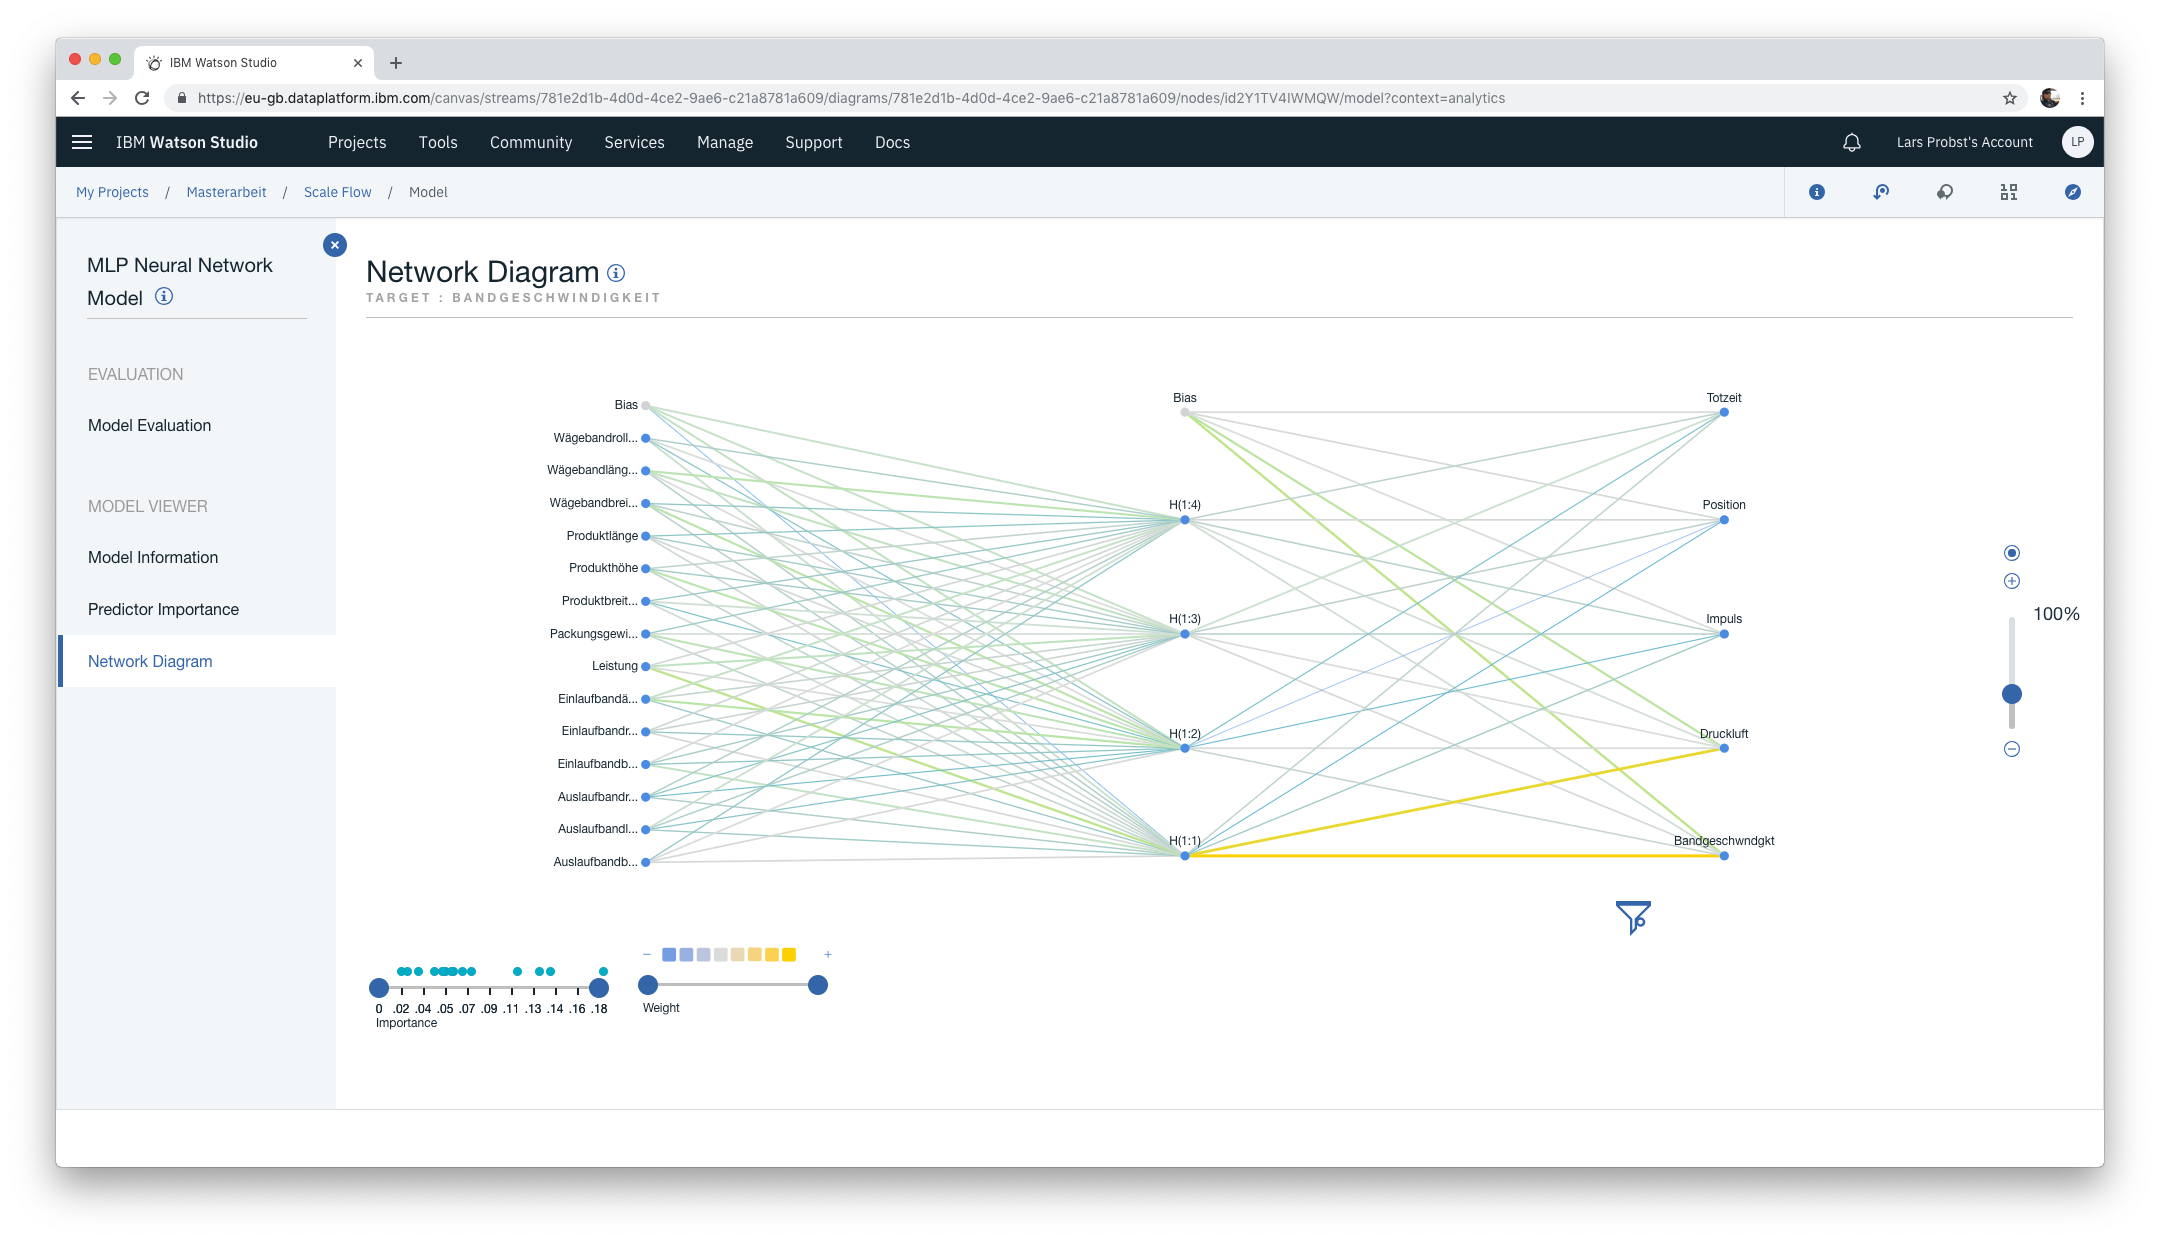 IBM Watson Studio
https://eu-gb.dataplatform.ibm.com/canvas/streams/781e2d1b-4d0d-4ce2-9ae6-c21a8781a609/diagrams/781e2d1b-4d0d-4ce2-9ae6-c21a8781a609/nodes/id2Y1TV4IWMQW/model?context=analytics
IBM Watson Studio Projects Tools Community Services Manage Support Docs Lars Probst's Account LP
My Projects / Masterarbeit / Scale Flow / Model
MLP Neural Network
Model
EVALUATION
Model Evaluation
MODEL VIEWER
Model Information
Predictor Importance
Network Diagram
Network Diagram
TARGET : BANDGESCHWINDIGKEIT
Bias
Wägebandroll...
Wägebandläng...
Wägebandbrei...
Produktlänge
Produkthöhe
Produktbreit...
Packungsgewi...
Leistung
Einlaufbandä...
Einlaufbandr...
Einlaufbandb...
Auslaufbandr...
Auslaufbandl...
Auslaufbandb...
Bias
H(1:4)
H(1:3)
H(1:2)
H(1:1)
Totzeit
Position
Impuls
Druckluft
Bandgeschwndgkt
100%
0 .02 .04 .05 .07 .09 .11 .13 .14 .16 .18
Importance
− +
Weight